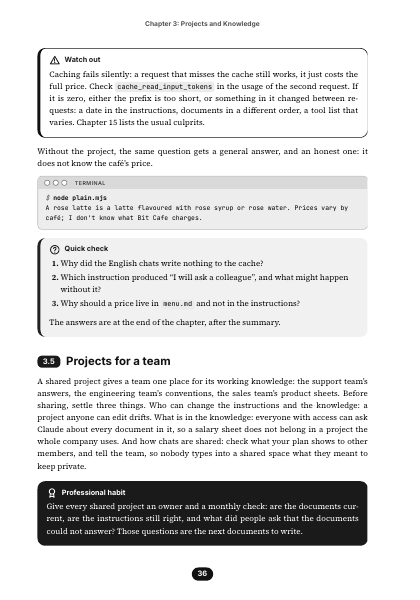 Chapter 3: Projects and Knowledge
Watch out
Caching fails silently: a request that misses the cache still works, it just costs the
full price. Check cache_read_input_tokens in the usage of the second request. If
it is zero, either the prefix is too short, or something in it changed between re-
quests: a date in the instructions, documents in a different order, a tool list that
varies. Chapter 15 lists the usual culprits.
Without the project, the same question gets a general answer, and an honest one: it
does not know the café's price.
TERMINAL
$ node plain.mjs
A rose latte is a latte flavoured with rose syrup or rose water. Prices vary by
café; I don't know what Bit Cafe charges.
Quick check
1. Why did the English chats write nothing to the cache?
2. Which instruction produced “I will ask a colleague”, and what might happen
without it?
3. Why should a price live in menu.md and not in the instructions?
The answers are at the end of the chapter, after the summary.
3.5 Projects for a team
A shared project gives a team one place for its working knowledge: the support team's
answers, the engineering team's conventions, the sales team's product sheets. Before
sharing, settle three things. Who can change the instructions and the knowledge: a
project anyone can edit drifts. What is in the knowledge: everyone with access can ask
Claude about every document in it, so a salary sheet does not belong in a project the
whole company uses. And how chats are shared: check what your plan shows to other
members, and tell the team, so nobody types into a shared space what they meant to
keep private.
Professional habit
Give every shared project an owner and a monthly check: are the documents cur-
rent, are the instructions still right, and what did people ask that the documents
could not answer? Those questions are the next documents to write.
36